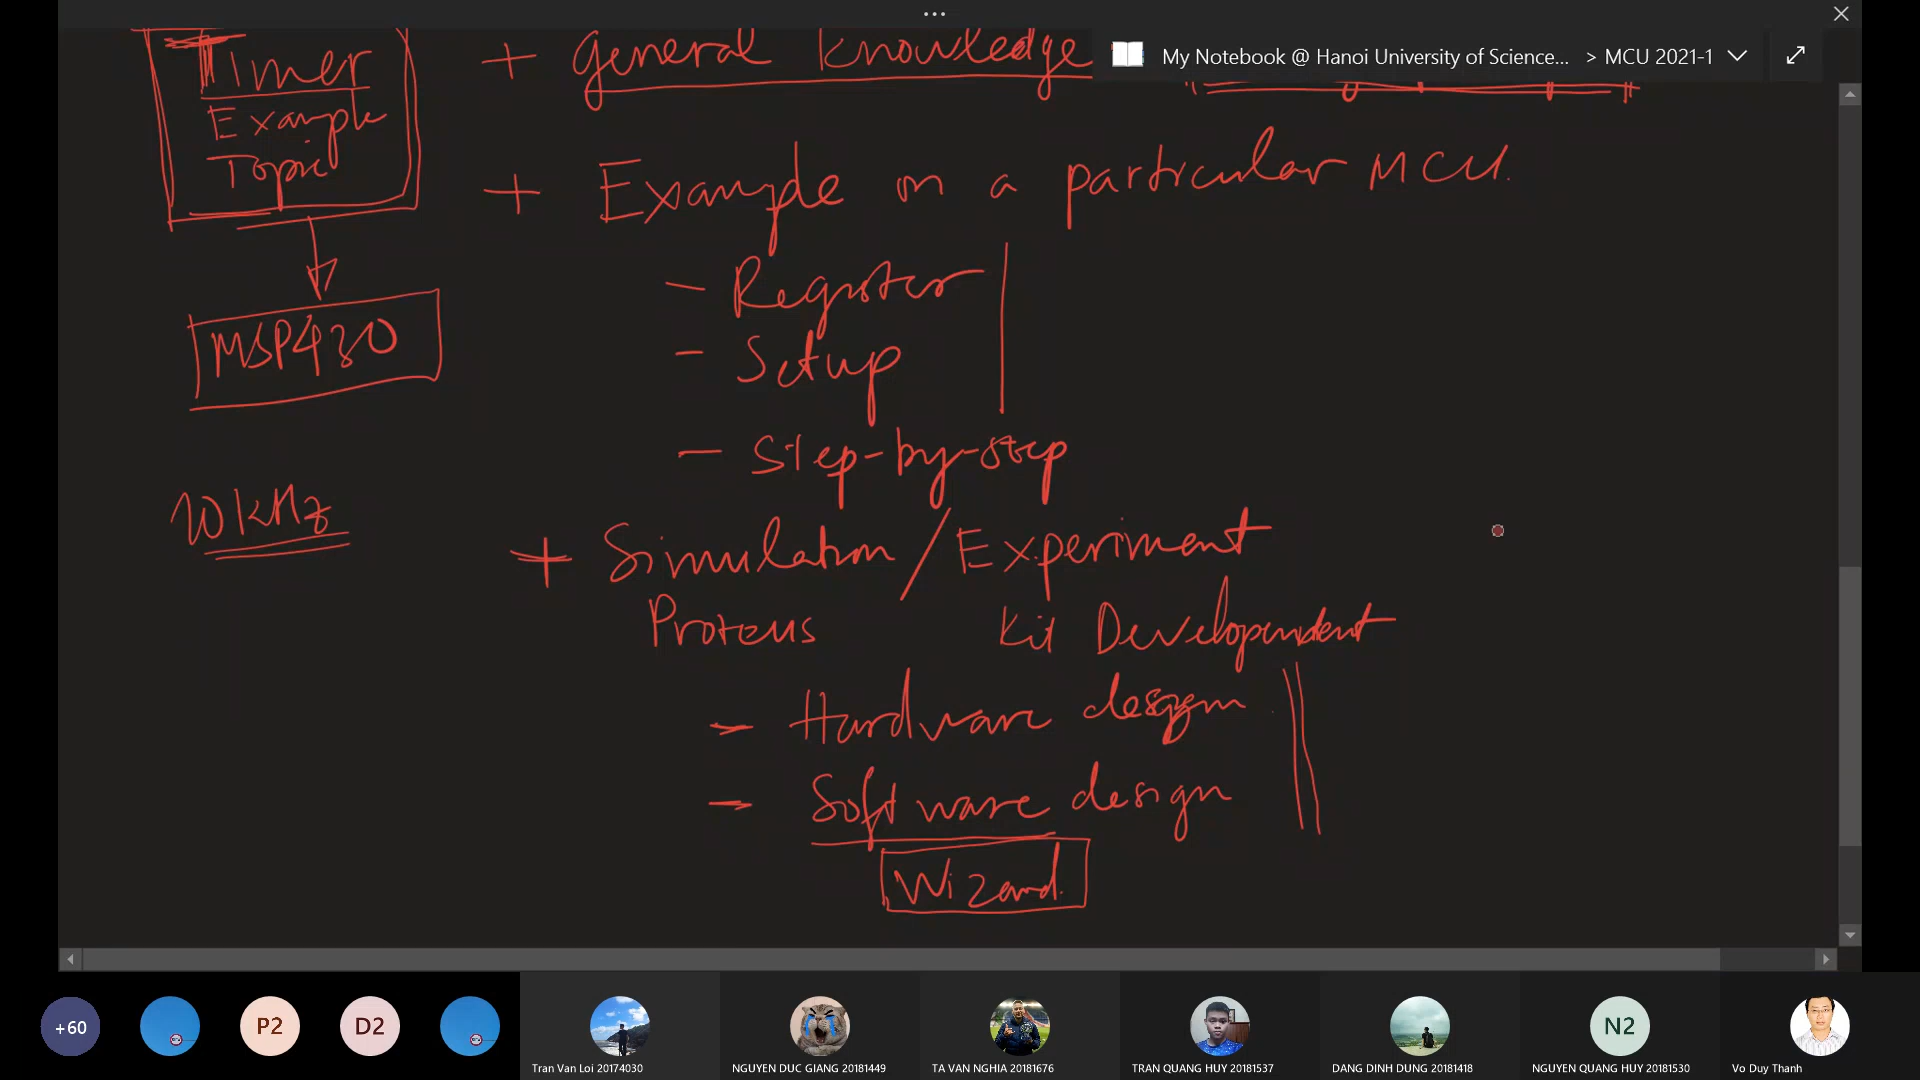 My Notebook @ Hanoi University of Science... > MCU 2021-1
Timer
Example
Topic
MSP430
10 kHz
+ General Knowledge
+ Example on a particular MCU.
- Register
- Setup
- Step-by-step
+ Simulation / Experiment
Proteus Kit Developendent
- Hardware design
- Software design
Wizard.
+60
P2
D2
N2
Tran Van Loi 20174030
NGUYEN DUC GIANG 20181449
TA VAN NGHIA 20181676
TRAN QUANG HUY 20181537
DANG DINH DUNG 20181418
NGUYEN QUANG HUY 20181530
Vo Duy Thanh